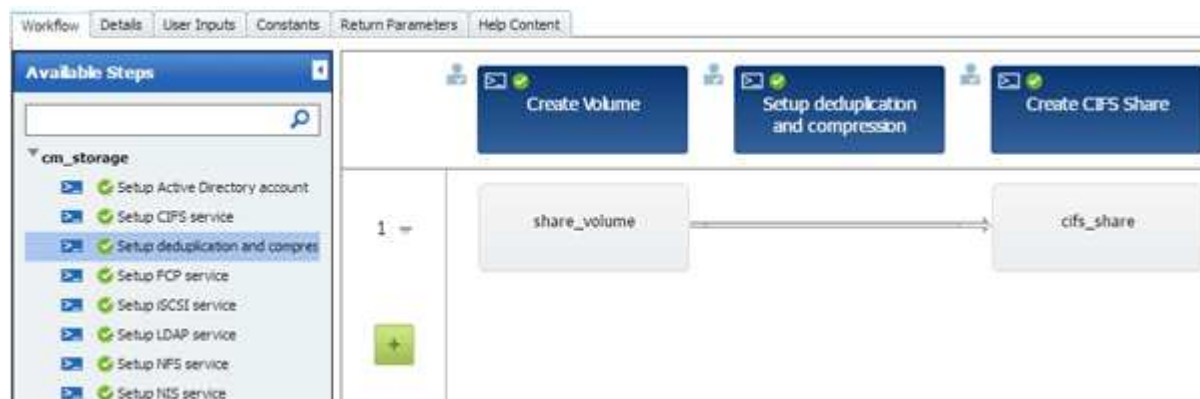 Workflow Details User Inputs Constants Return Parameters Help Content
Available Steps
cm_storage
Setup Active Directory account
Setup CIFS service
Setup deduplication and compres
Setup FCP service
Setup iSCSI service
Setup LDAP service
Setup NFS service
Setup NIS service
Create Volume
Setup deduplication
and compression
Create CIFS Share
1
share_volume
cifs_share
+